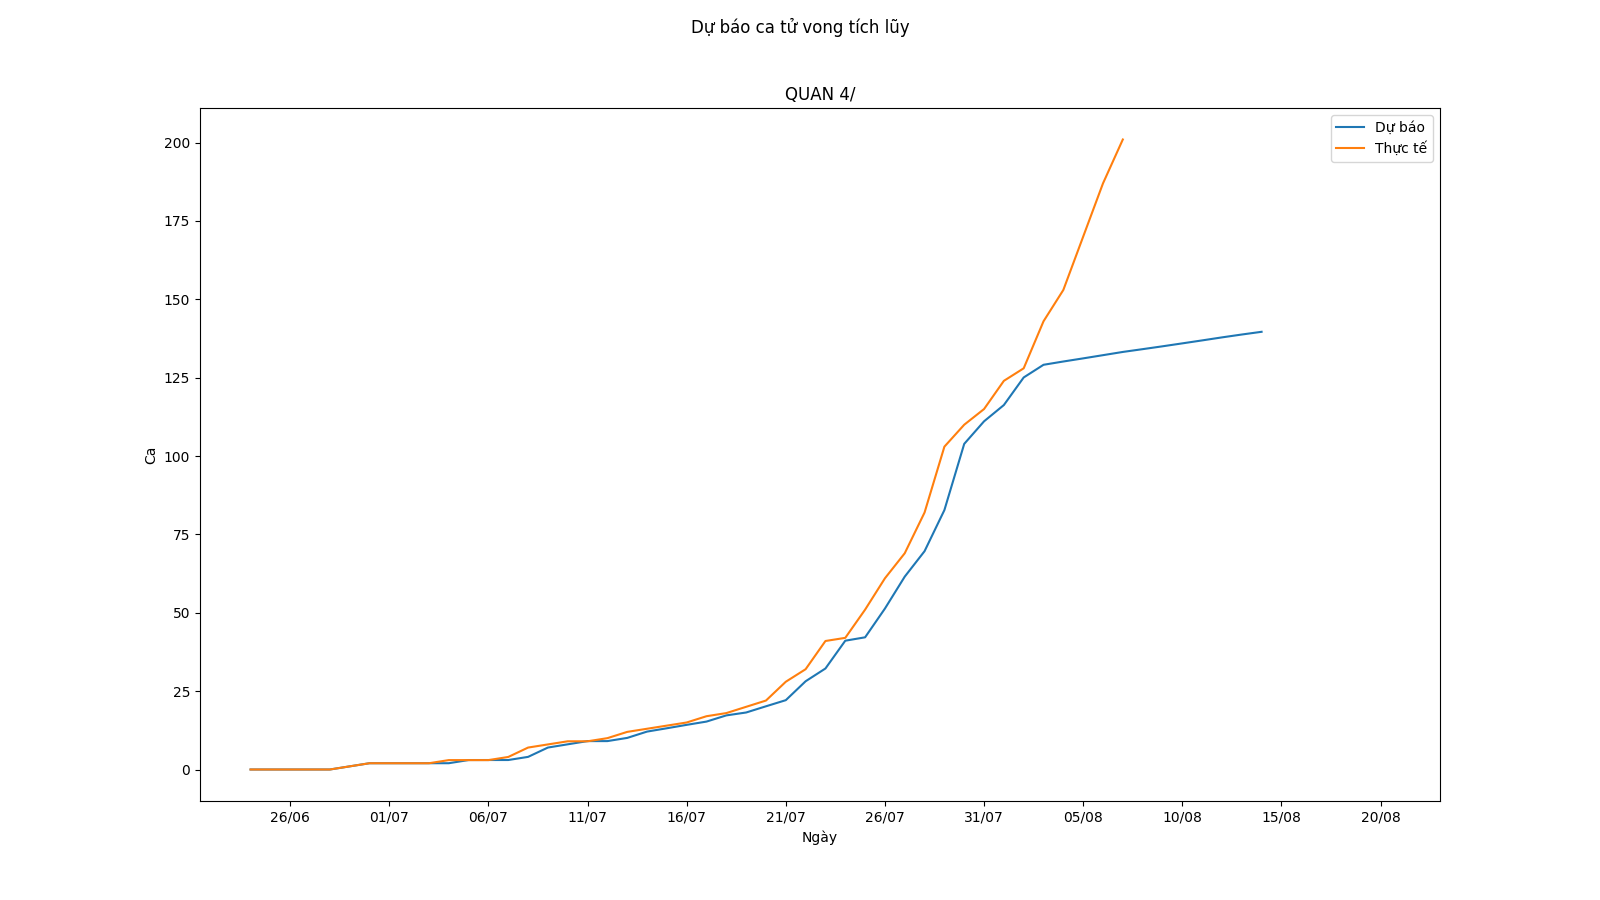 Dự báo ca tử vong tích lũy
QUAN 4/
Dự báo
Thực tế
200
175
150
125
100
75
50
25
0
Ca
26/06 01/07 06/07 11/07 16/07 21/07 26/07 31/07 05/08 10/08 15/08 20/08
Ngày